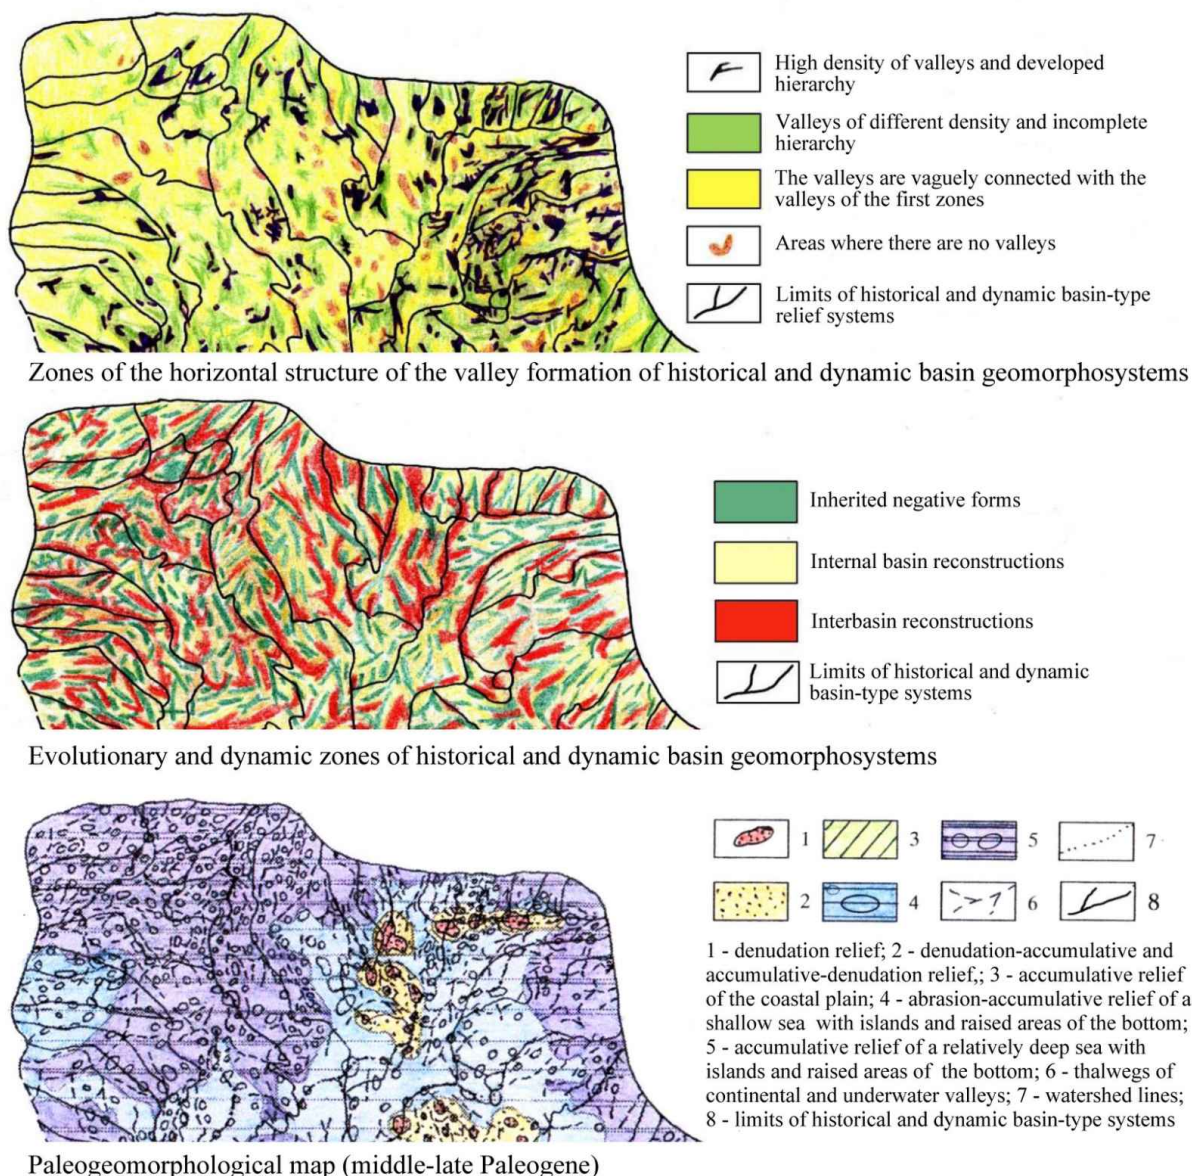 High density of valleys and developed
hierarchy
Valleys of different density and incomplete
hierarchy
The valleys are vaguely connected with the
valleys of the first zones
Areas where there are no valleys
Limits of historical and dynamic basin-type
relief systems
Zones of the horizontal structure of the valley formation of historical and dynamic basin geomorphosystems
Inherited negative forms
Internal basin reconstructions
Interbasin reconstructions
Limits of historical and dynamic
basin-type systems
Evolutionary and dynamic zones of historical and dynamic basin geomorphosystems
1 3 5 7
2 4 6 8
1 - denudation relief; 2 - denudation-accumulative and
accumulative-denudation relief,; 3 - accumulative relief
of the coastal plain; 4 - abrasion-accumulative relief of a
shallow sea with islands and raised areas of the bottom;
5 - accumulative relief of a relatively deep sea with
islands and raised areas of the bottom; 6 - thalwegs of
continental and underwater valleys; 7 - watershed lines;
8 - limits of historical and dynamic basin-type systems
Paleogeomorphological map (middle-late Paleogene)